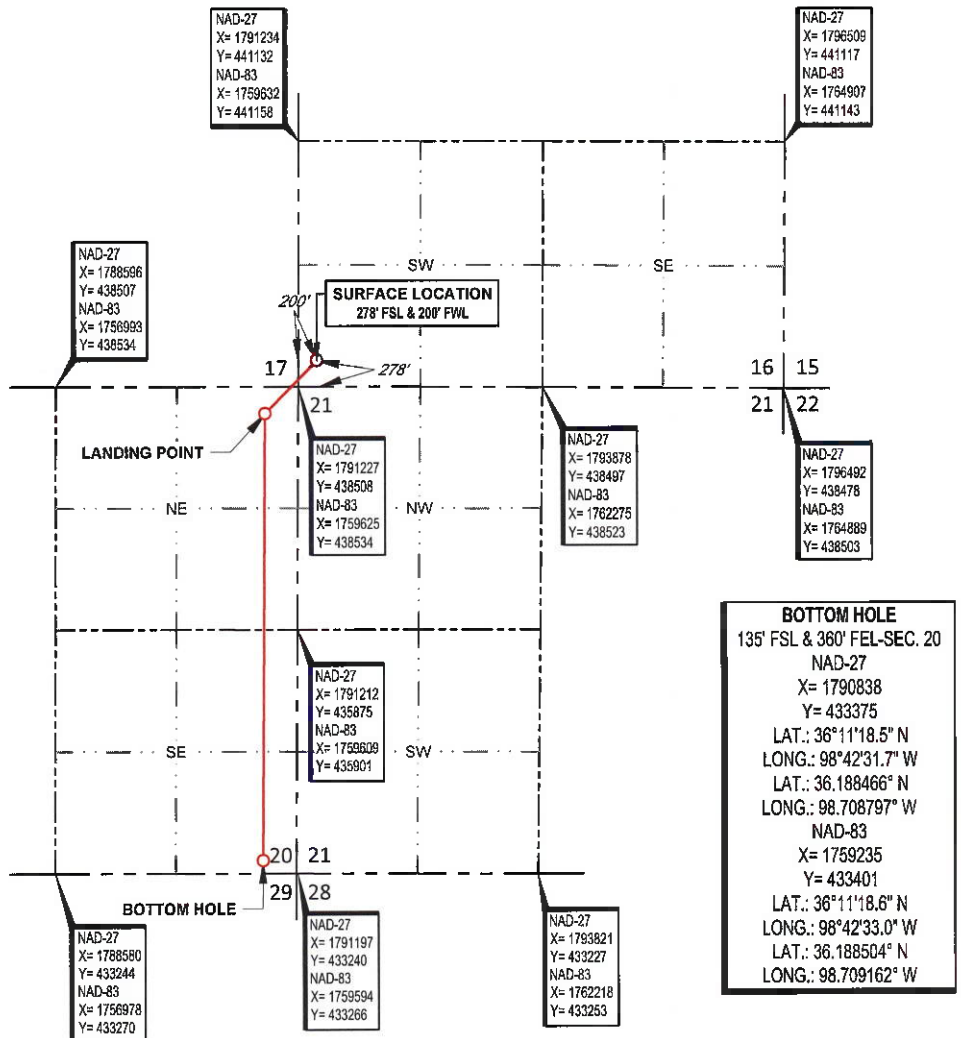 NAD-27
X= 1791234
Y= 441132
NAD-83
X= 1759632
Y= 441158
NAD-27
X= 1796509
Y= 441117
NAD-83
X= 1764907
Y= 441143
NAD-27
X= 1788596
Y= 438507
NAD-83
X= 1756993
Y= 438534
SW
SE
200'
SURFACE LOCATION
278' FSL & 200' FWL
17
278'
16 15
21
21 22
LANDING POINT
NAD-27
X= 1791227
Y= 438508
NAD-83
X= 1759625
Y= 438534
NAD-27
X= 1793878
Y= 438497
NAD-83
X= 1762275
Y= 438523
NAD-27
X= 1796492
Y= 438478
NAD-83
X= 1764889
Y= 438503
NE
NW
NAD-27
X= 1791212
Y= 435875
NAD-83
X= 1759609
Y= 435901
SE
SW
20 21
29 28
BOTTOM HOLE
NAD-27
X= 1788580
Y= 433244
NAD-83
X= 1756978
Y= 433270
NAD-27
X= 1791197
Y= 433240
NAD-83
X= 1759594
Y= 433266
NAD-27
X= 1793821
Y= 433227
NAD-83
X= 1762218
Y= 433253
BOTTOM HOLE
135' FSL & 360' FEL-SEC. 20
NAD-27
X= 1790838
Y= 433375
LAT.: 36°11'18.5" N
LONG.: 98°42'31.7" W
LAT.: 36.188466° N
LONG.: 98.708797° W
NAD-83
X= 1759235
Y= 433401
LAT.: 36°11'18.6" N
LONG.: 98°42'33.0" W
LAT.: 36.188504° N
LONG.: 98.709162° W